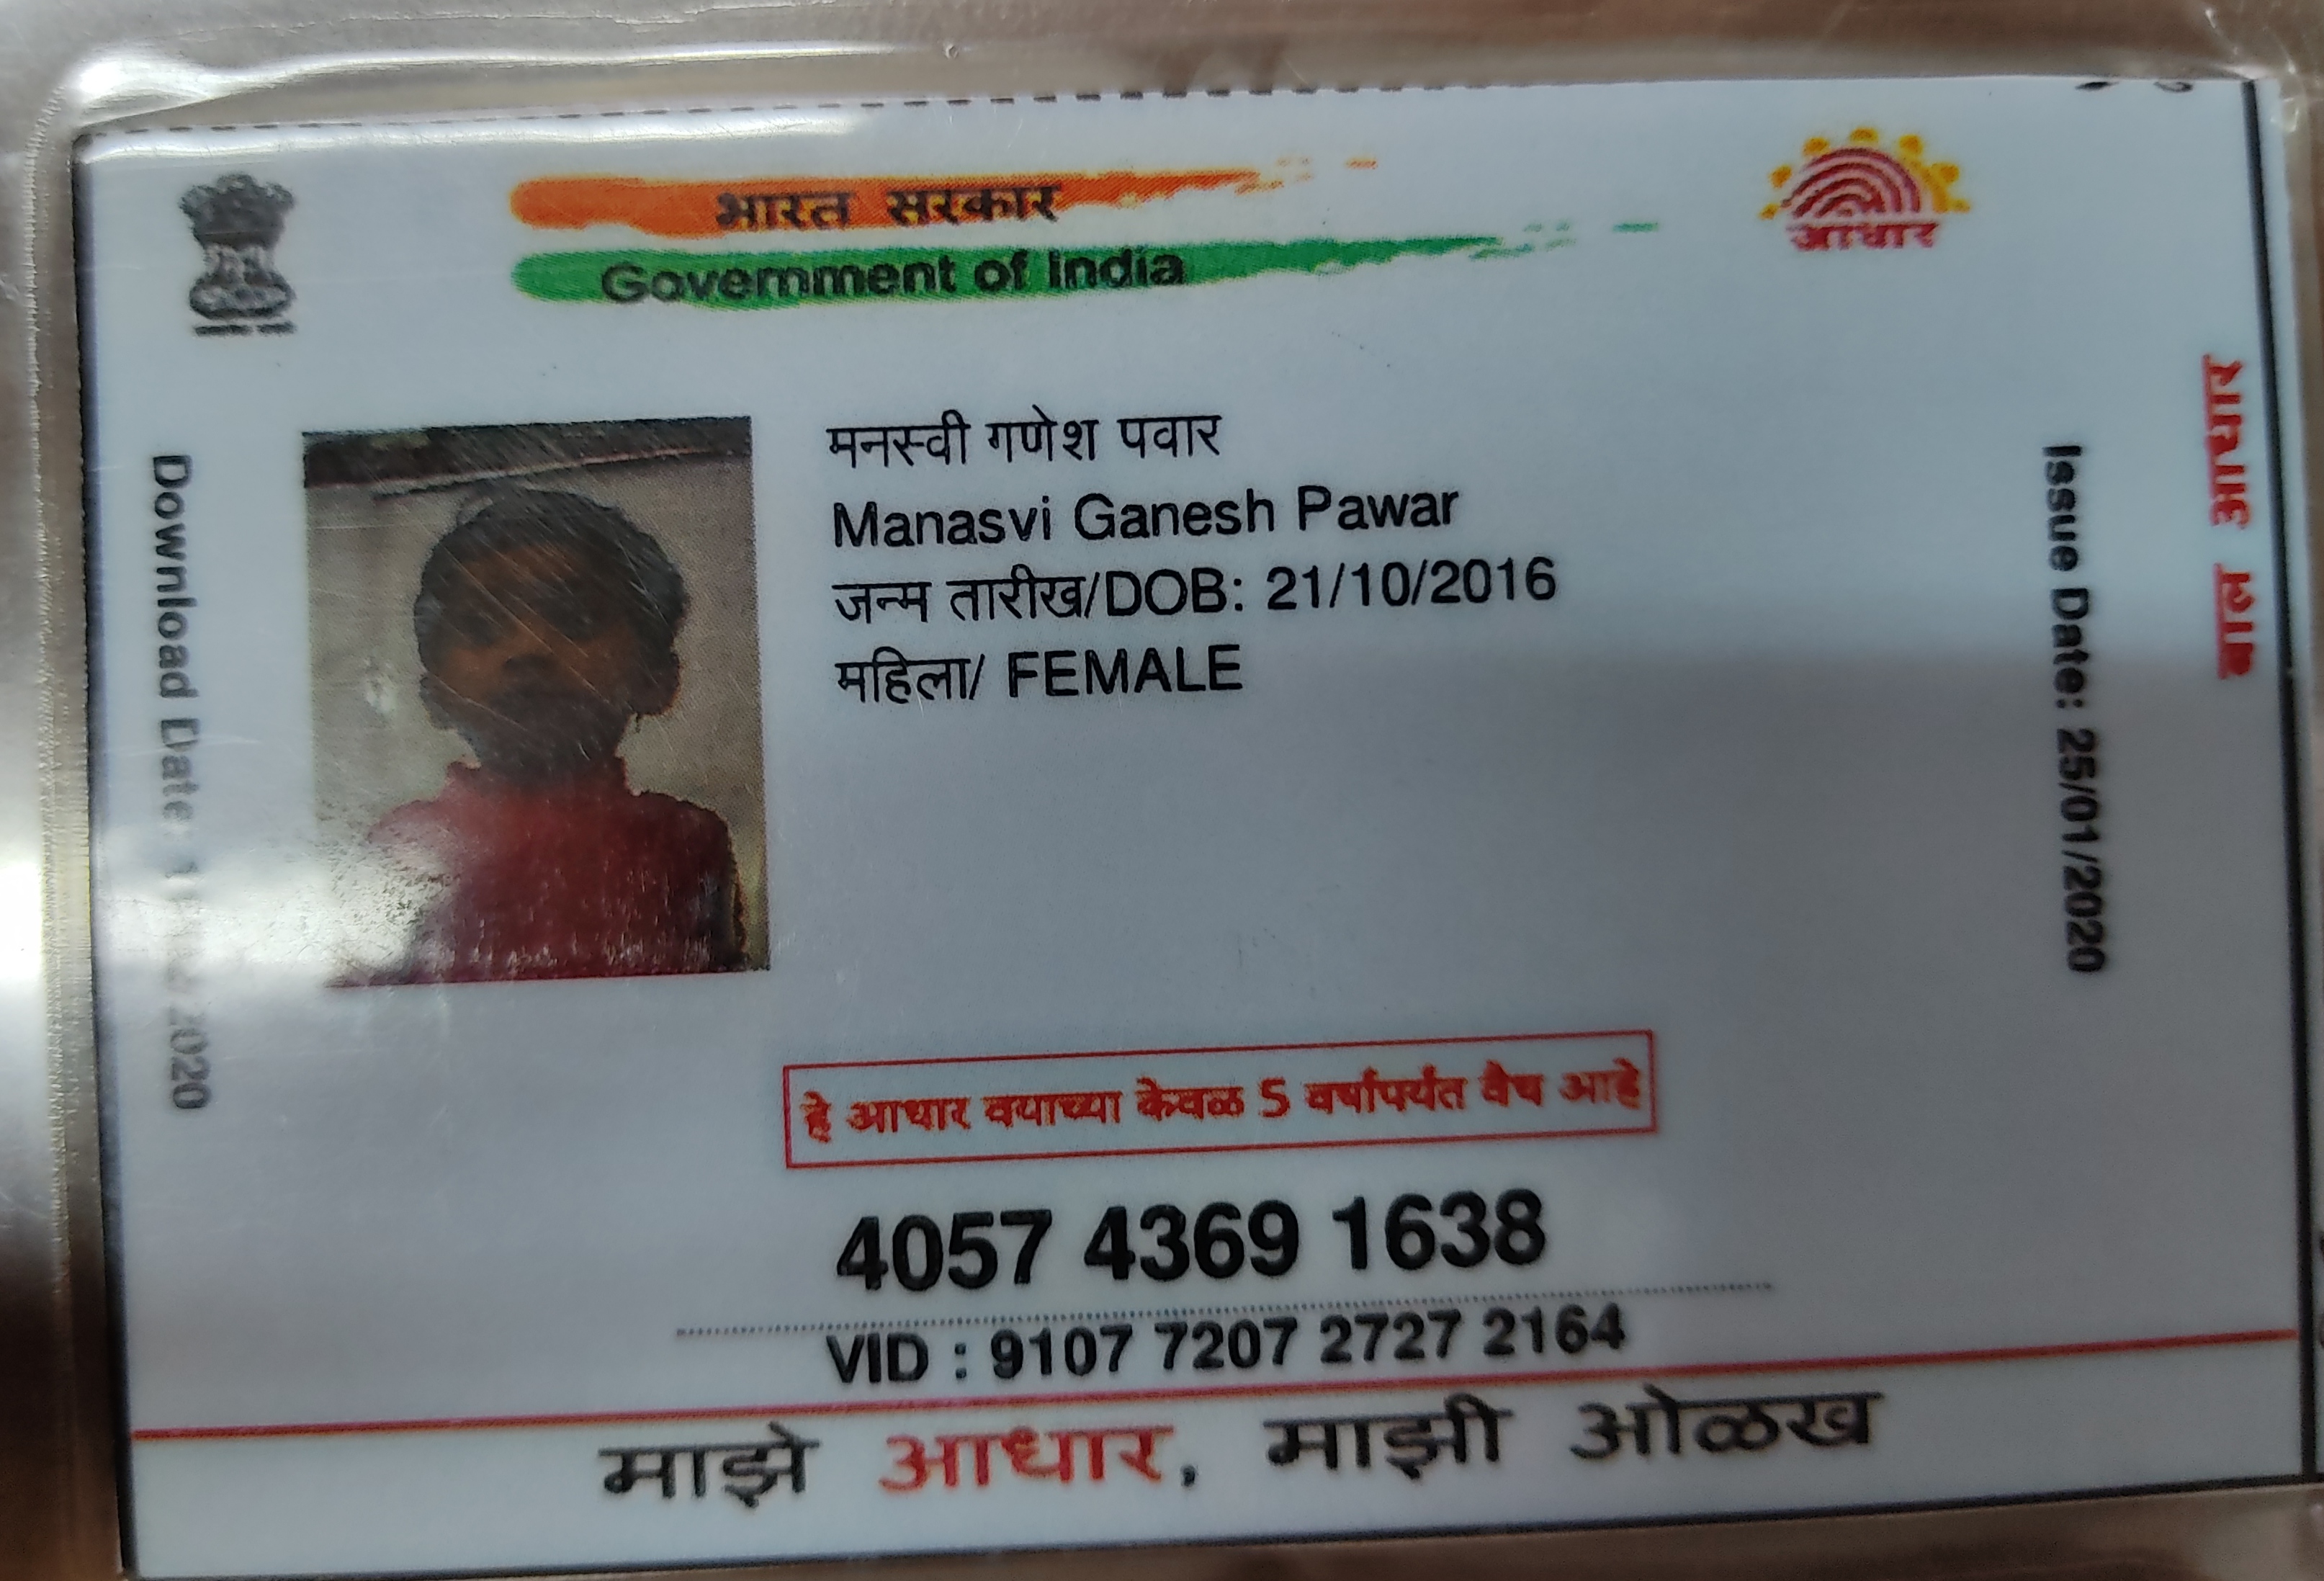 भारत सरकार
Government of India
आधार
मनस्वी गणेश पवार
Manasvi Ganesh Pawar
जन्म तारीख/DOB: 21/10/2016
महिला/ FEMALE
Download Date:
2020
Issue Date: 25/01/2020
हे आधार वयाच्या केवळ 5 वर्षांपर्यंत वैध आहे
4057 4369 1638
VID : 9107 7207 2727 2164
माझे आधार, माझी ओळख
बाल आधार